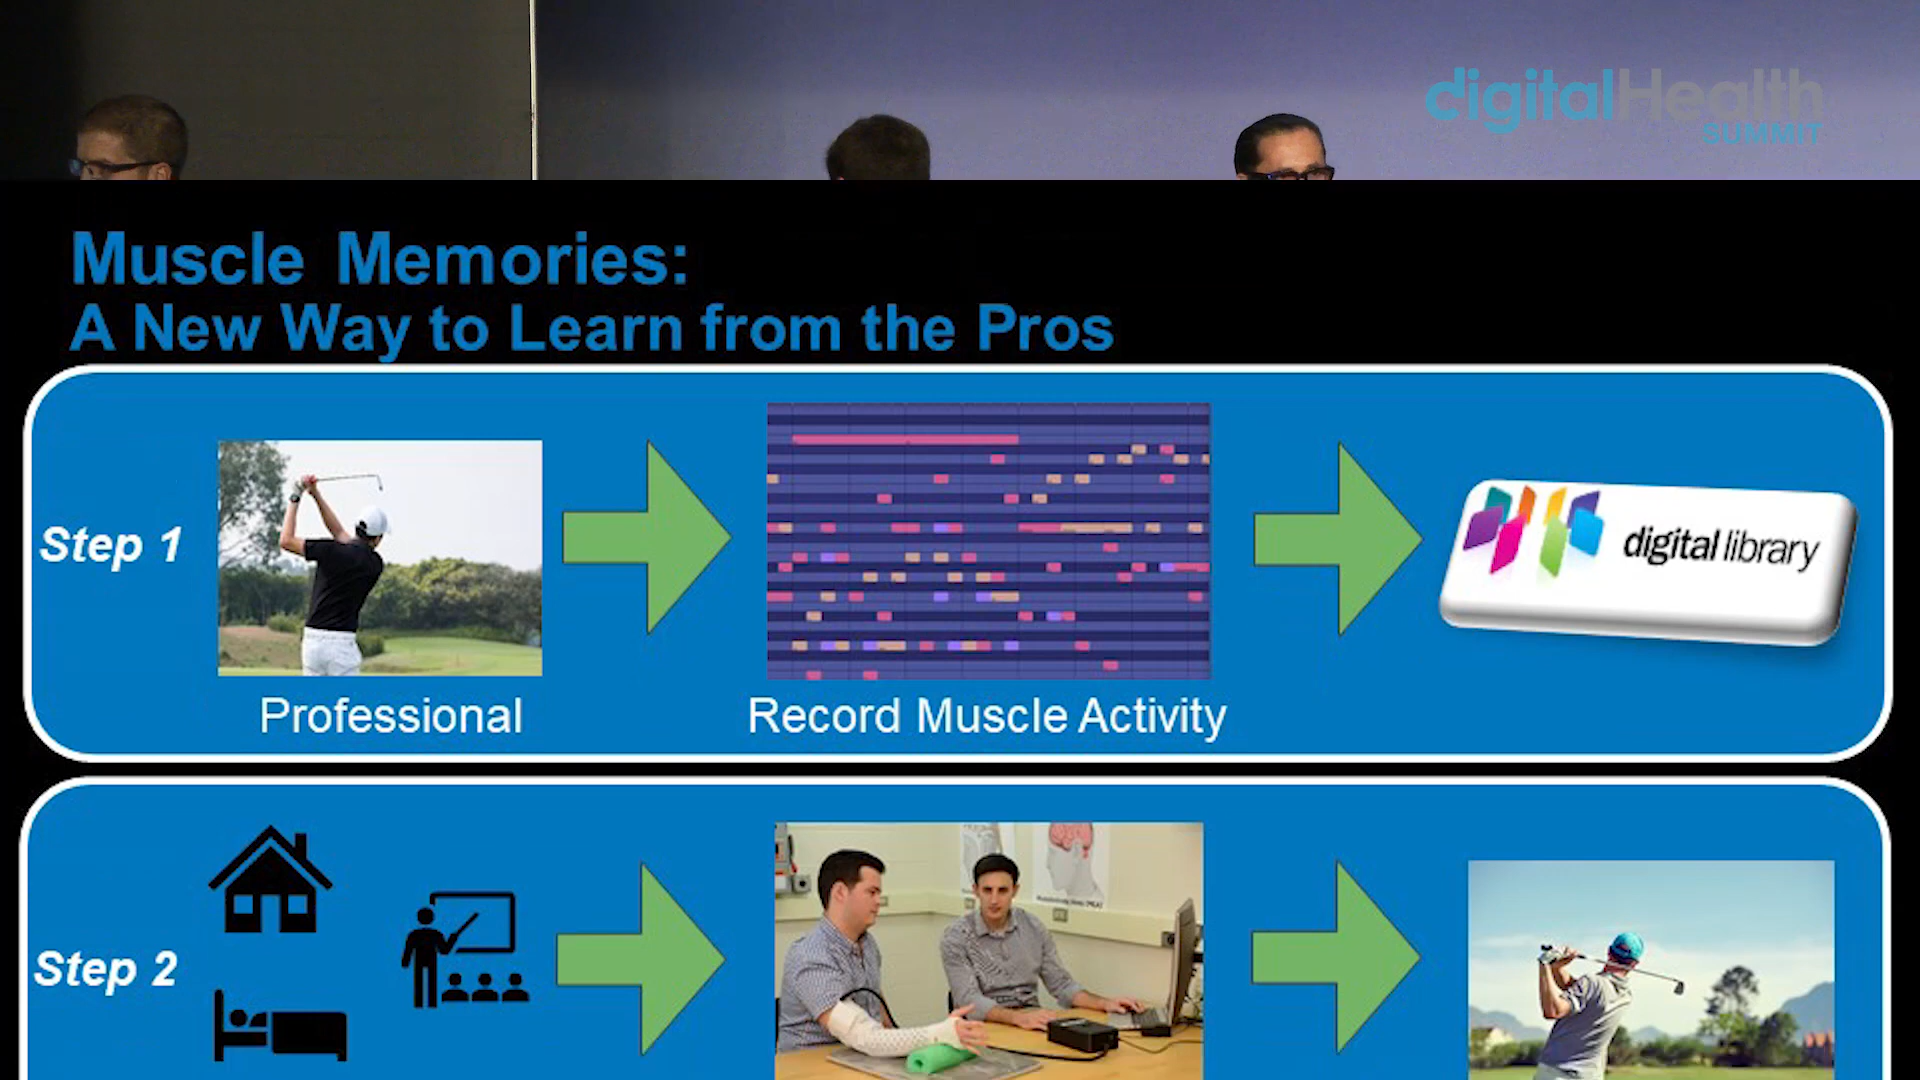 digitalHealth
SUMMIT
Muscle Memories:
A New Way to Learn from the Pros
Step 1
digital library
Professional
Record Muscle Activity
Step 2